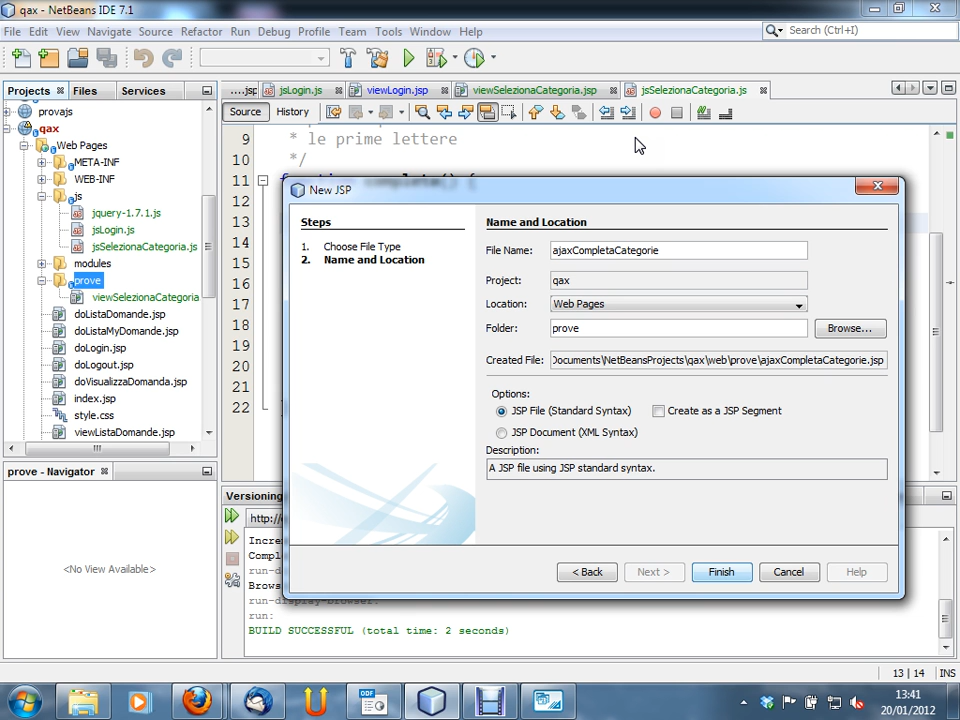 qax - NetBeans IDE 7.1
File Edit View Navigate Source Refactor Run Debug Profile Team Tools Window Help
Search (Ctrl+I)
Projects Files Services
....jsp jsLogin.js viewLogin.jsp viewSelezionaCategoria.jsp jsSelezionaCategoria.js
Source History
provajs
qax
Web Pages
META-INF
WEB-INF
js
jquery-1.7.1.js
jsLogin.js
jsSelezionaCategoria.js
modules
prove
viewSelezionaCategoria
doListaDomande.jsp
doListaMyDomande.jsp
doLogin.jsp
doLogout.jsp
doVisualizzaDomanda.jsp
index.jsp
style.css
viewListaDomande.jsp
9 * le prime lettere
10 */
11 function completa() {
12
13
14
15
16
17
18
19
20
21
22
New JSP
Steps
1. Choose File Type
2. Name and Location
Name and Location
File Name: ajaxCompletaCategorie
Project: qax
Location: Web Pages
Folder: prove
Browse...
Created File: Documents\NetBeansProjects\qax\web\prove\ajaxCompletaCategorie.jsp
Options:
JSP File (Standard Syntax) Create as a JSP Segment
JSP Document (XML Syntax)
Description:
A JSP file using JSP standard syntax.
< Back Next > Finish Cancel Help
prove - Navigator
<No View Available>
Versioning
http://
Incre
Compl
run-d
Brows
run-display-browser:
run:
BUILD SUCCESSFUL (total time: 2 seconds)
13 | 14 INS
13:41
20/01/2012